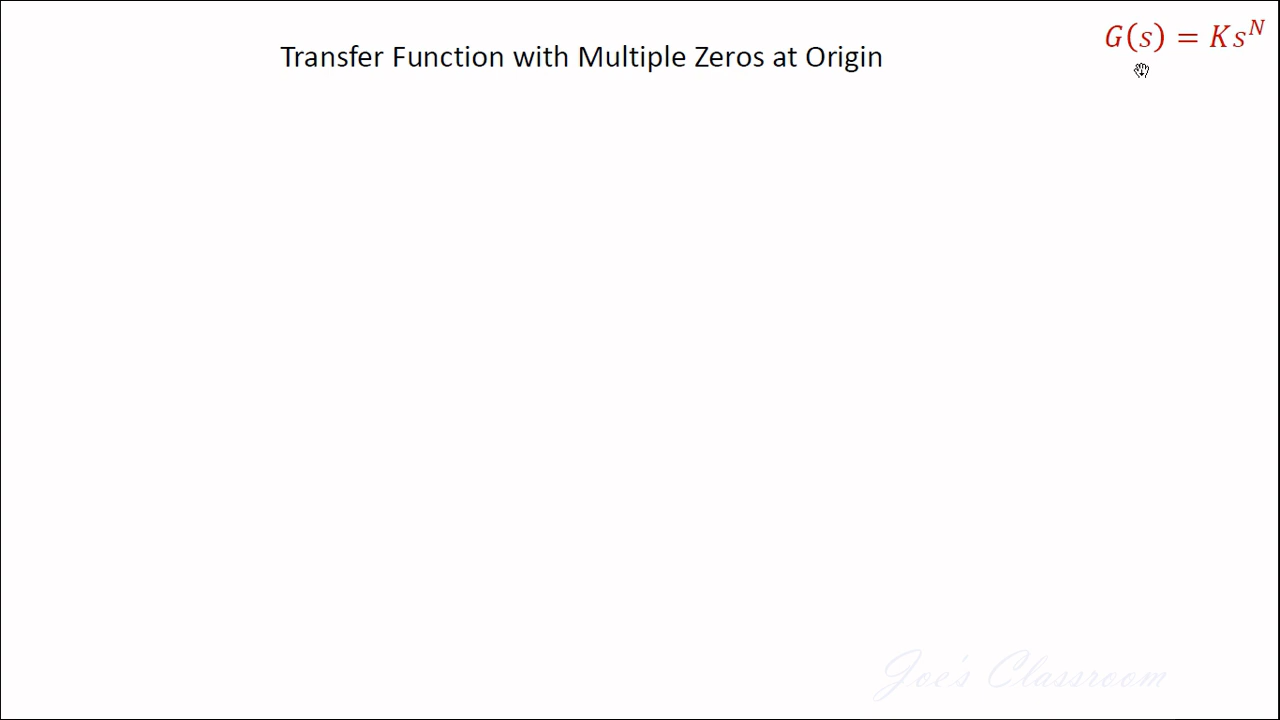 Transfer Function with Multiple Zeros at Origin
G(s) = Ks^N
Joe's Classroom